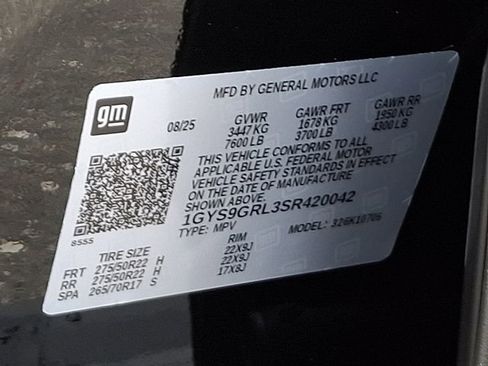 gm
MFD BY GENERAL MOTORS LLC
08/25 GVWR GAWR FRT GAWR RR
3447 KG 1678 KG 1950 KG
7600 LB 3700 LB 4300 LB
THIS VEHICLE CONFORMS TO ALL
APPLICABLE U.S. FEDERAL MOTOR
VEHICLE SAFETY STANDARDS IN EFFECT
ON THE DATE OF MANUFACTURE
SHOWN ABOVE.
1GYS9GRL3SR420042
8555
TYPE: MPV MODEL: 326K10706
TIRE SIZE RIM
FRT 275/50R22 H 22X9J
RR 275/50R22 H 22X9J
SPA 265/70R17 S 17X8J